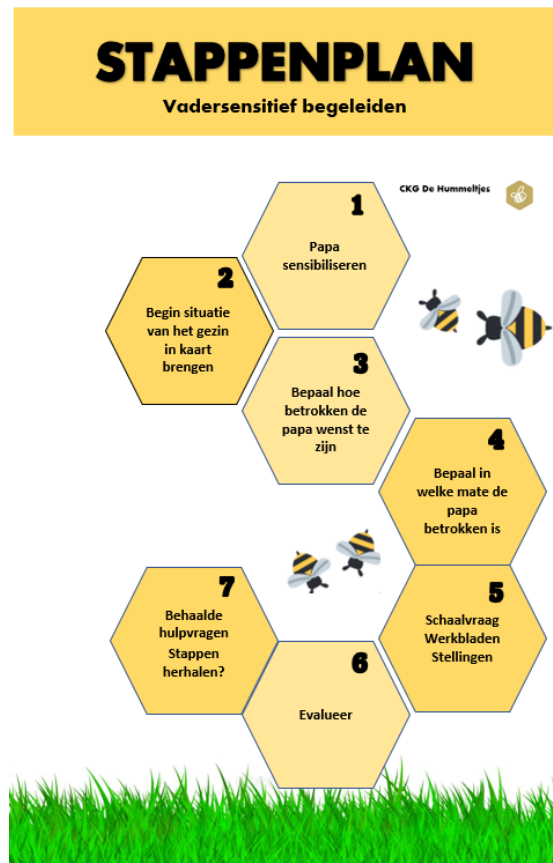 STAPPENPLAN
Vadersensitief begeleiden
CKG De Hummeltjes
1
Papa
sensibiliseren
2
Begin situatie
van het gezin
in kaart
brengen
3
Bepaal hoe
betrokken de
papa wenst te
zijn
4
Bepaal in
welke mate de
papa
betrokken is
5
Schaalvraag
Werkbladen
Stellingen
6
Evalueer
7
Behaalde
hulpvragen
Stappen
herhalen?